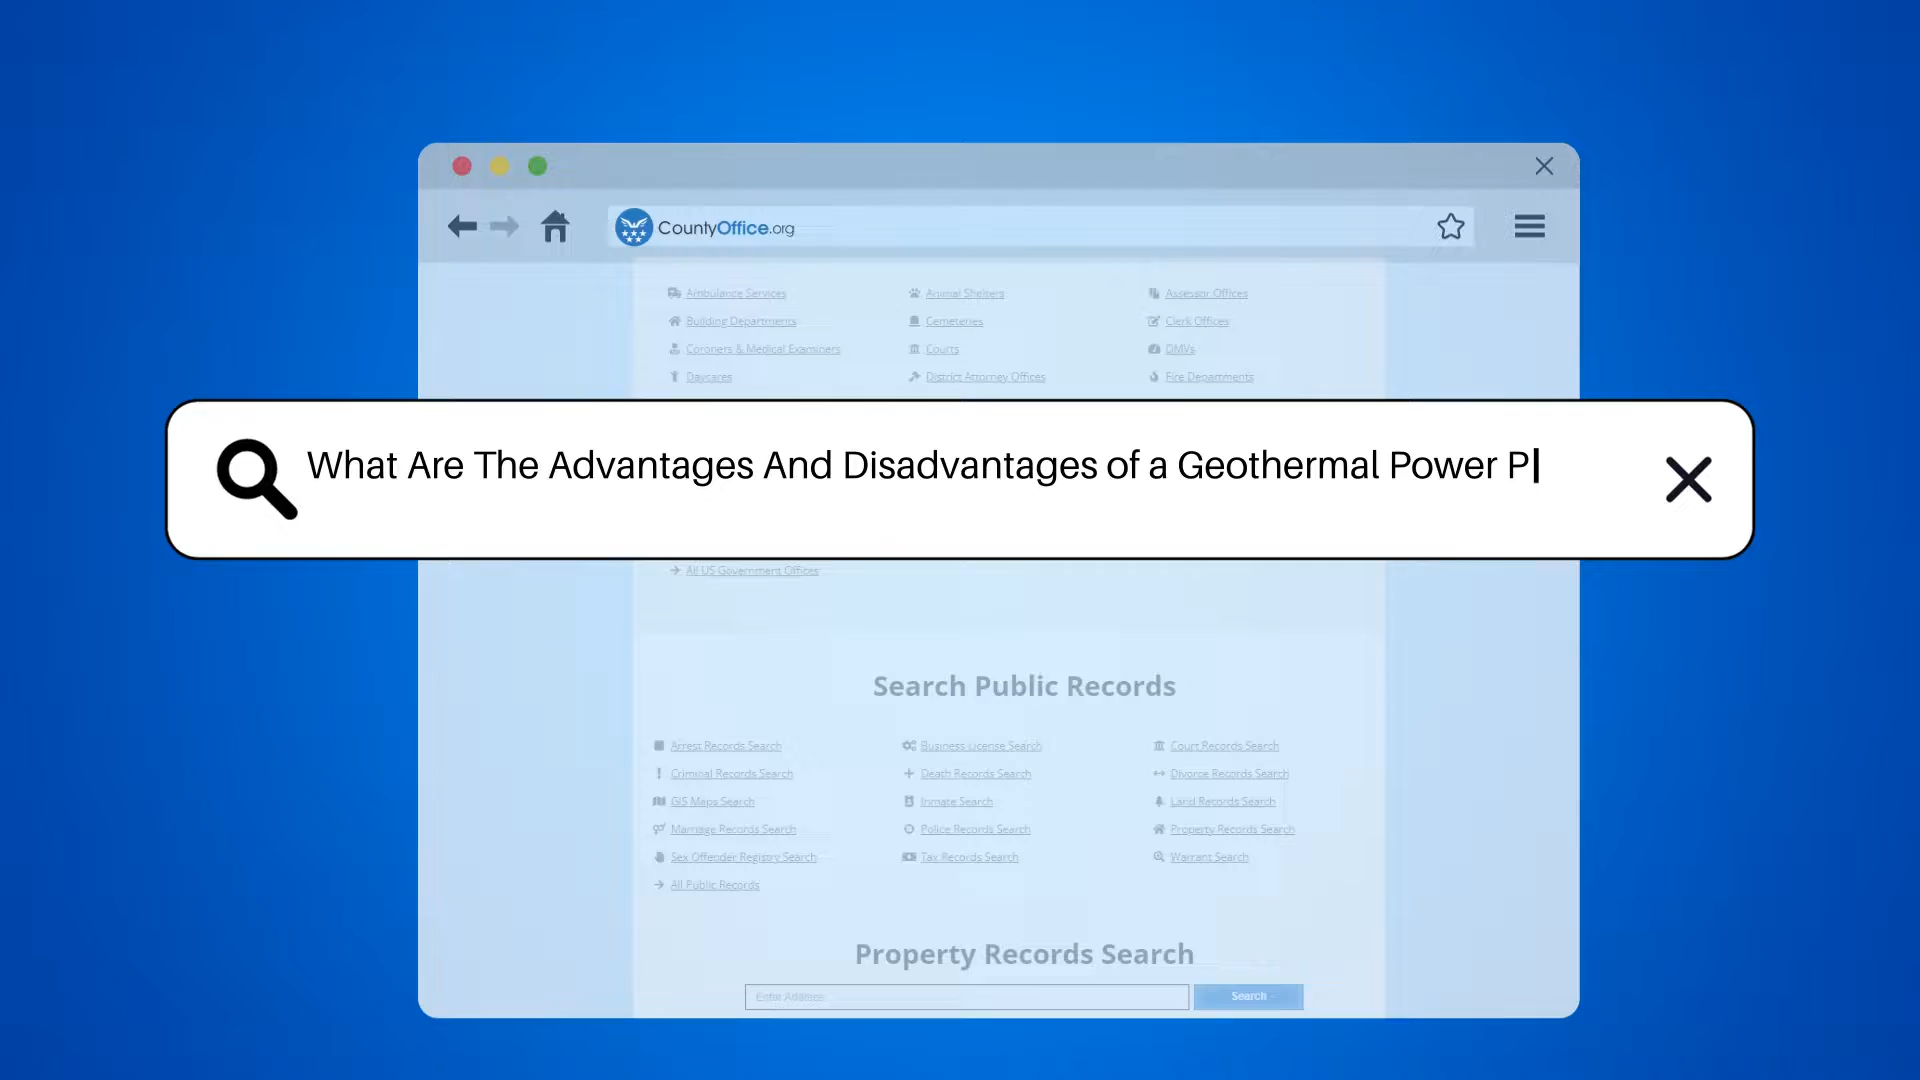 CountyOffice.org
Ambulance Services Animal Shelters Assessor Offices
Building Departments Cemeteries Clerk Offices
Coroners & Medical Examiners Courts DMVs
Daycares District Attorney Offices Fire Departments
What Are The Advantages And Disadvantages of a Geothermal Power P
All US Government Offices
Search Public Records
Arrest Records Search Business License Search Court Records Search
Criminal Records Search Death Records Search Divorce Records Search
GIS Maps Search Inmate Search Land Records Search
Marriage Records Search Police Records Search Property Records Search
Sex Offender Registry Search Tax Records Search Warrant Search
All Public Records
Property Records Search
Enter Address Search